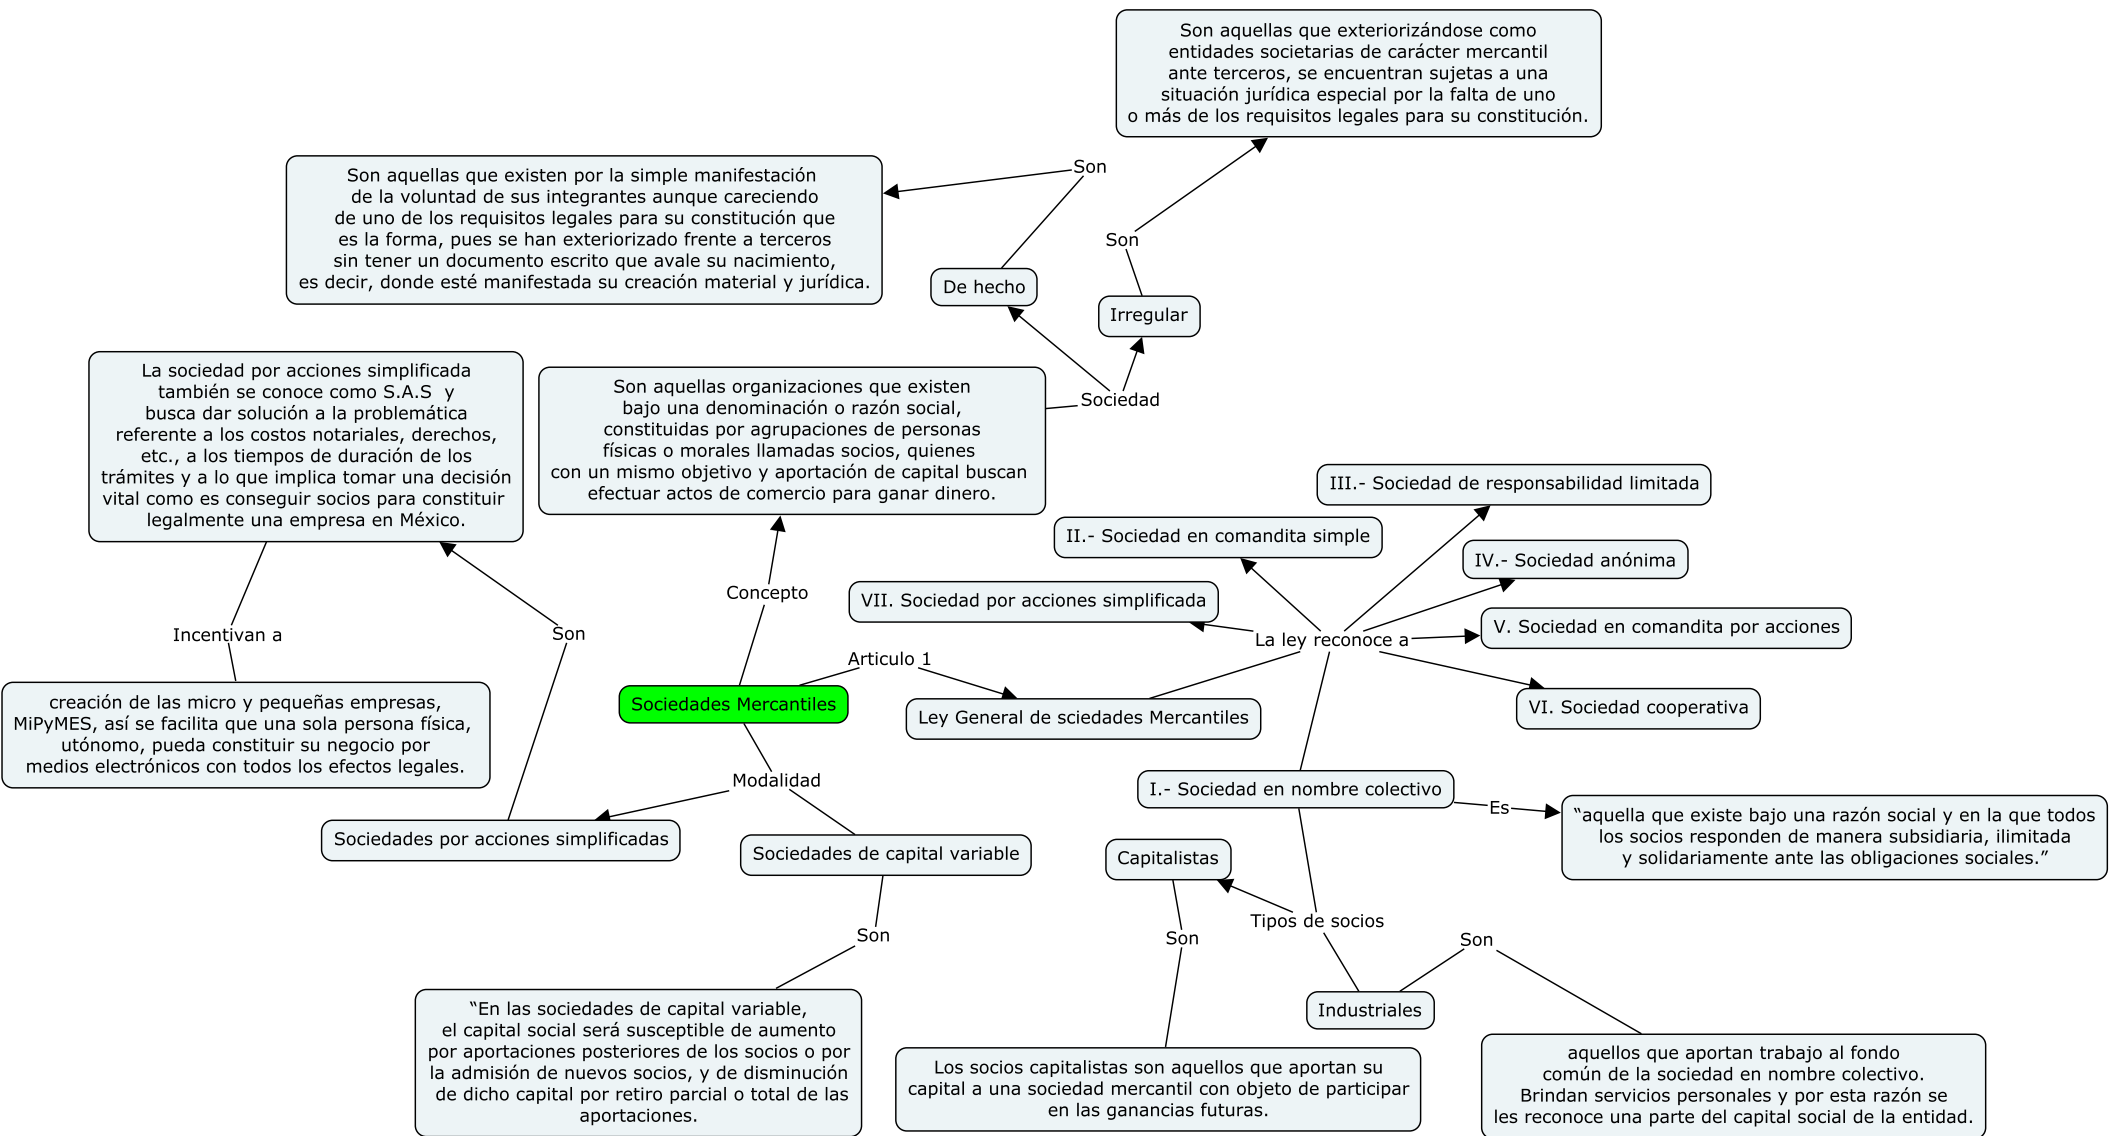 Son aquellas que exteriorizándose como
entidades societarias de carácter mercantil
ante terceros, se encuentran sujetas a una
situación jurídica especial por la falta de uno
o más de los requisitos legales para su constitución.
Son
Son aquellas que existen por la simple manifestación
de la voluntad de sus integrantes aunque careciendo
de uno de los requisitos legales para su constitución que
es la forma, pues se han exteriorizado frente a terceros
sin tener un documento escrito que avale su nacimiento,
es decir, donde esté manifestada su creación material y jurídica.
Son
De hecho
Irregular
La sociedad por acciones simplificada
también se conoce como S.A.S y
busca dar solución a la problemática
referente a los costos notariales, derechos,
etc., a los tiempos de duración de los
trámites y a lo que implica tomar una decisión
vital como es conseguir socios para constituir
legalmente una empresa en México.
Son aquellas organizaciones que existen
bajo una denominación o razón social,
constituidas por agrupaciones de personas
físicas o morales llamadas socios, quienes
con un mismo objetivo y aportación de capital buscan
efectuar actos de comercio para ganar dinero.
Sociedad
III.- Sociedad de responsabilidad limitada
II.- Sociedad en comandita simple
IV.- Sociedad anónima
Concepto
VII. Sociedad por acciones simplificada
V. Sociedad en comandita por acciones
Incentivan a
Son
La ley reconoce a
Articulo 1
creación de las micro y pequeñas empresas,
MiPyMES, así se facilita que una sola persona física,
utónomo, pueda constituir su negocio por
medios electrónicos con todos los efectos legales.
Sociedades Mercantiles
Ley General de sciedades Mercantiles
VI. Sociedad cooperativa
Modalidad
I.- Sociedad en nombre colectivo
Es
“aquella que existe bajo una razón social y en la que todos
los socios responden de manera subsidiaria, ilimitada
y solidariamente ante las obligaciones sociales.”
Sociedades por acciones simplificadas
Sociedades de capital variable
Capitalistas
Tipos de socios
Son
Son
Son
Industriales
“En las sociedades de capital variable,
el capital social será susceptible de aumento
por aportaciones posteriores de los socios o por
la admisión de nuevos socios, y de disminución
de dicho capital por retiro parcial o total de las
aportaciones.
Los socios capitalistas son aquellos que aportan su
capital a una sociedad mercantil con objeto de participar
en las ganancias futuras.
aquellos que aportan trabajo al fondo
común de la sociedad en nombre colectivo.
Brindan servicios personales y por esta razón se
les reconoce una parte del capital social de la entidad.